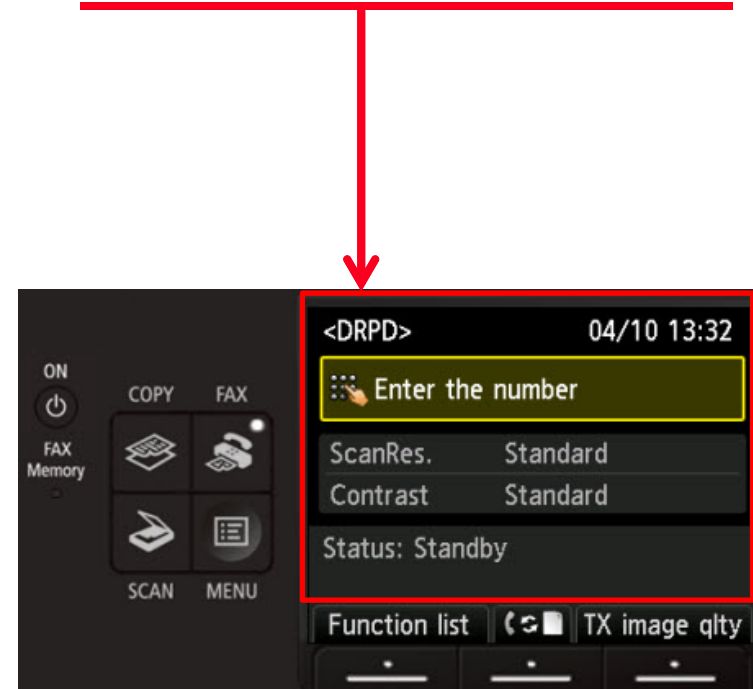 <DRPD> 04/10 13:32
ON
COPY FAX
Enter the number
FAX
Memory
ScanRes. Standard
Contrast Standard
Status: Standby
SCAN MENU
Function list TX image qlty